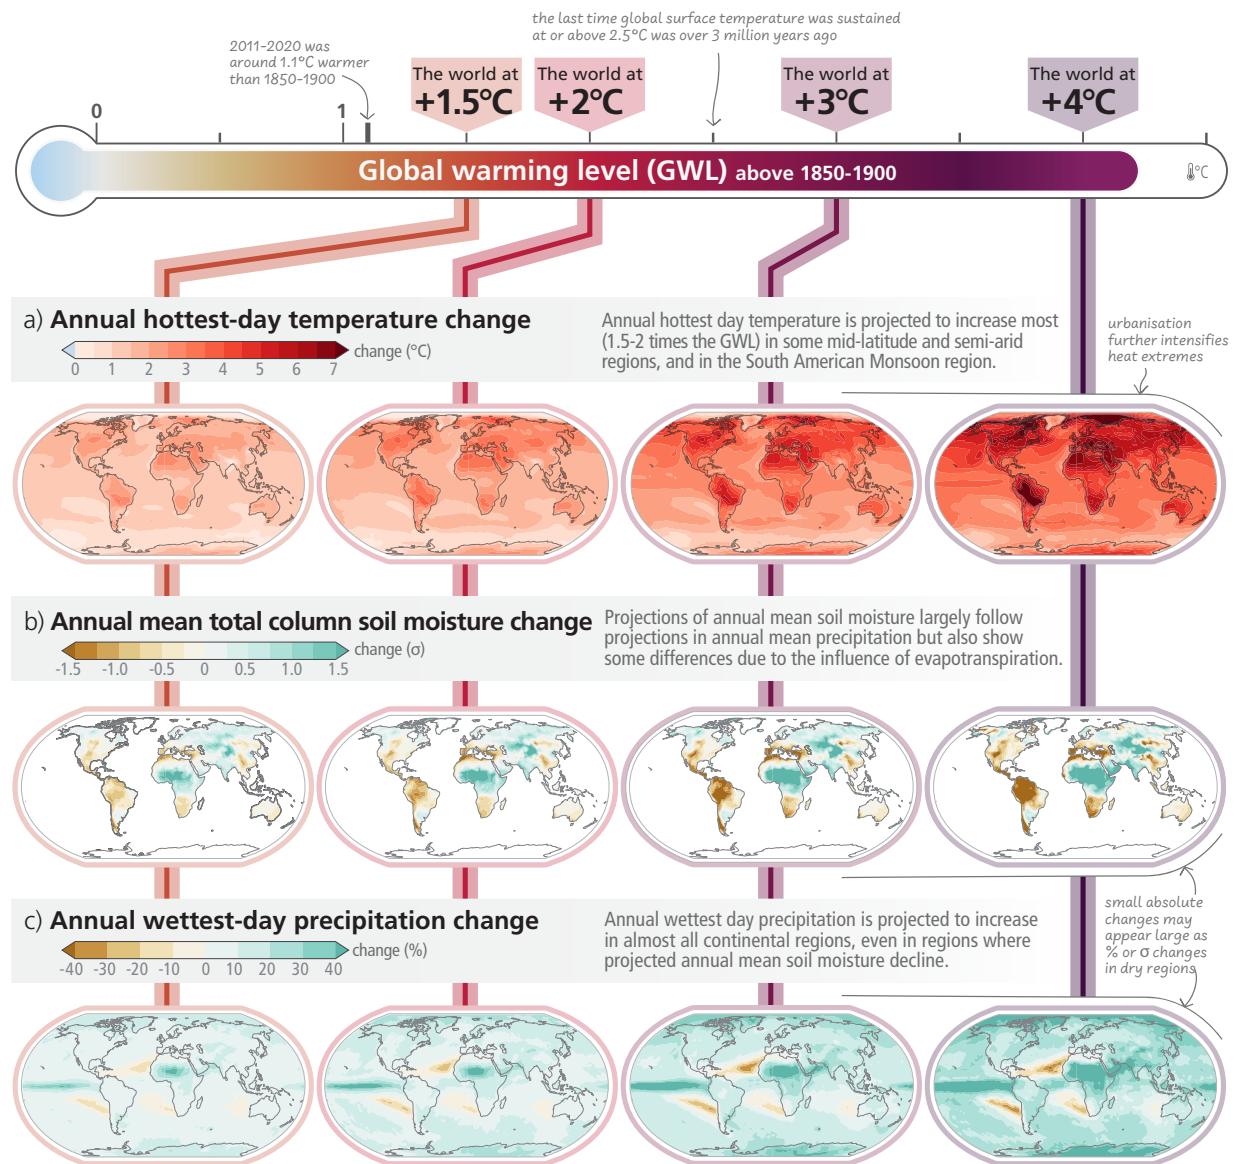 the last time global surface temperature was sustained
at or above 2.5°C was over 3 million years ago
2011-2020 was
around 1.1°C warmer
than 1850-1900
The world at
+1.5°C
The world at
+2°C
The world at
+3°C
The world at
+4°C
0
1
Global warming level (GWL) above 1850-1900
°C
a) Annual hottest-day temperature change
change (°C)
0 1 2 3 4 5 6 7
Annual hottest day temperature is projected to increase most
(1.5-2 times the GWL) in some mid-latitude and semi-arid
regions, and in the South American Monsoon region.
urbanisation
further intensifies
heat extremes
b) Annual mean total column soil moisture change
change (σ)
-1.5 -1.0 -0.5 0 0.5 1.0 1.5
Projections of annual mean soil moisture largely follow
projections in annual mean precipitation but also show
some differences due to the influence of evapotranspiration.
c) Annual wettest-day precipitation change
change (%)
-40 -30 -20 -10 0 10 20 30 40
Annual wettest day precipitation is projected to increase
in almost all continental regions, even in regions where
projected annual mean soil moisture decline.
small absolute
changes may
appear large as
% or σ changes
in dry regions